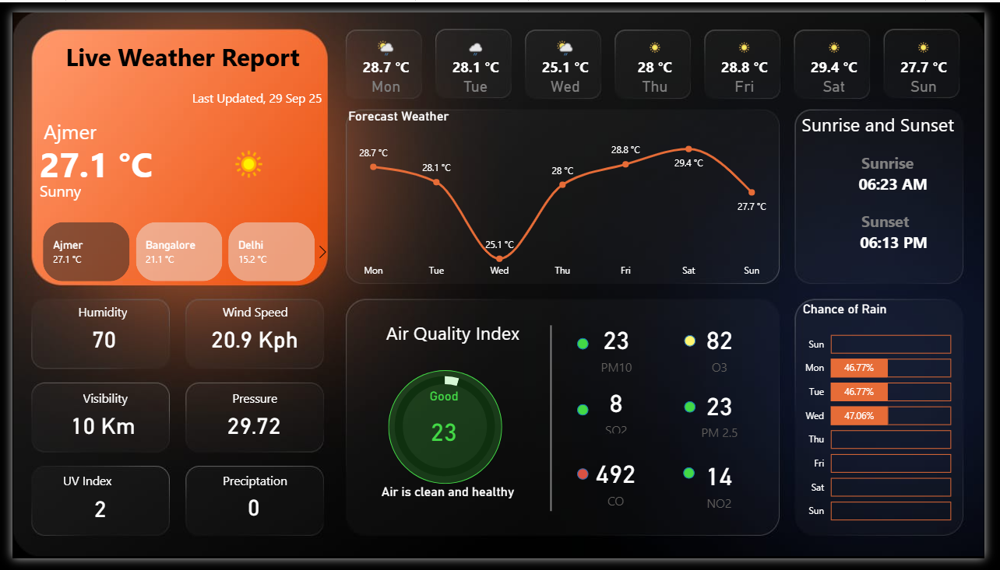 Live Weather Report
Last Updated, 29 Sep 25
Ajmer
27.1 °C
Sunny
Ajmer
27.1 °C
Bangalore
21.1 °C
Delhi
15.2 °C
28.7 °C
Mon
28.1 °C
Tue
25.1 °C
Wed
28 °C
Thu
28.8 °C
Fri
29.4 °C
Sat
27.7 °C
Sun
Forecast Weather
28.7 °C
28.1 °C
25.1 °C
28 °C
28.8 °C
29.4 °C
27.7 °C
Mon Tue Wed Thu Fri Sat Sun
Sunrise and Sunset
Sunrise
06:23 AM
Sunset
06:13 PM
Humidity
70
Wind Speed
20.9 Kph
Visibility
10 Km
Pressure
29.72
UV Index
2
Preciptation
0
Air Quality Index
Good
23
Air is clean and healthy
23
PM10
82
O3
8
SO2
23
PM 2.5
492
CO
14
NO2
Chance of Rain
Sun
Mon 46.77%
Tue 46.77%
Wed 47.06%
Thu
Fri
Sat
Sun